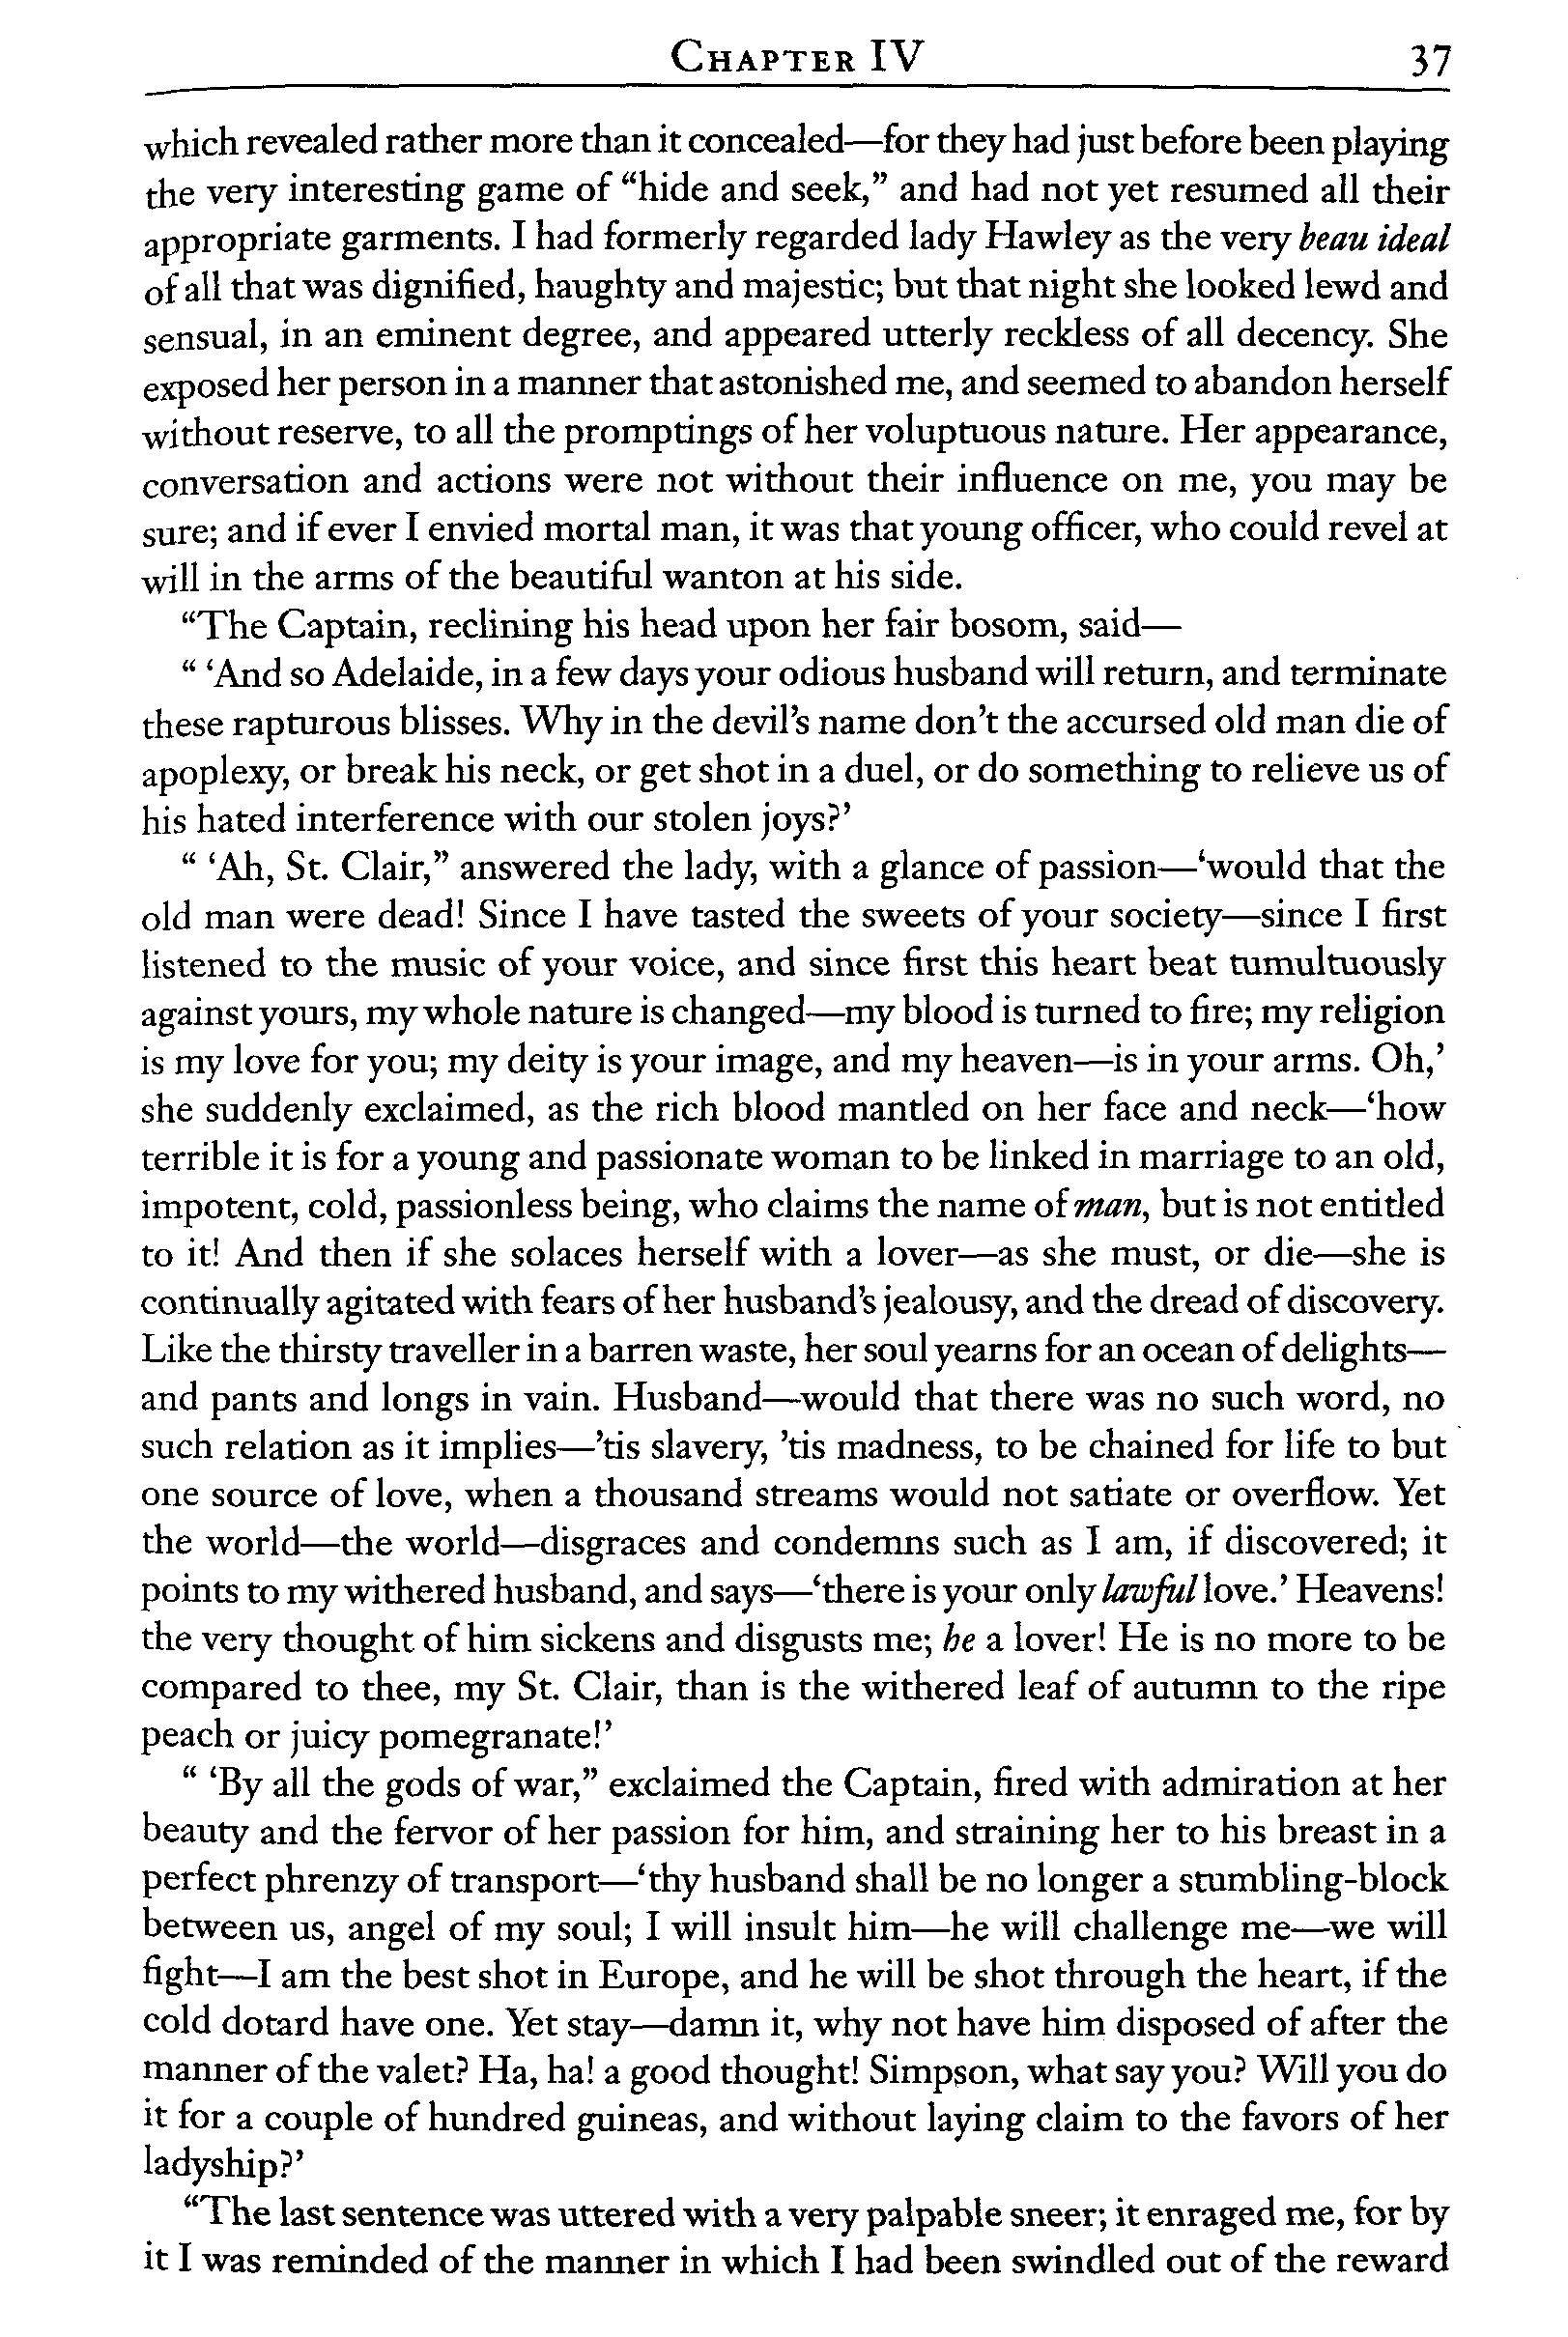 CHAPTER IV 37
which revealed rather more than it concealed—for they had just before been playing
the very interesting game of “hide and seek,” and had not yet resumed all their
appropriate garments. I had formerly regarded lady Hawley as the very beau ideal
of all that was dignified, haughty and majestic; but that night she looked lewd and
sensual, in an eminent degree, and appeared utterly reckless of all decency. She
exposed her person in a manner that astonished me, and seemed to abandon herself
without reserve, to all the promptings of her voluptuous nature. Her appearance,
conversation and actions were not without their influence on me, you may be
sure; and if ever I envied mortal man, it was that young officer, who could revel at
will in the arms of the beautiful wanton at his side.
“The Captain, reclining his head upon her fair bosom, said—
“ ‘And so Adelaide, in a few days your odious husband will return, and terminate
these rapturous blisses. Why in the devil’s name don’t the accursed old man die of
apoplexy, or break his neck, or get shot in a duel, or do something to relieve us of
his hated interference with our stolen joys?’
“ ‘Ah, St. Clair,” answered the lady, with a glance of passion—‘would that the
old man were dead! Since I have tasted the sweets of your society—since I first
listened to the music of your voice, and since first this heart beat tumultuously
against yours, my whole nature is changed—my blood is turned to fire; my religion
is my love for you; my deity is your image, and my heaven—is in your arms. Oh,’
she suddenly exclaimed, as the rich blood mantled on her face and neck—‘how
terrible it is for a young and passionate woman to be linked in marriage to an old,
impotent, cold, passionless being, who claims the name of man, but is not entitled
to it! And then if she solaces herself with a lover—as she must, or die—she is
continually agitated with fears of her husband’s jealousy, and the dread of discovery.
Like the thirsty traveller in a barren waste, her soul yearns for an ocean of delights—
and pants and longs in vain. Husband—would that there was no such word, no
such relation as it implies—’tis slavery, ’tis madness, to be chained for life to but
one source of love, when a thousand streams would not satiate or overflow. Yet
the world—the world—disgraces and condemns such as I am, if discovered; it
points to my withered husband, and says—‘there is your only lawful love.’ Heavens!
the very thought of him sickens and disgusts me; he a lover! He is no more to be
compared to thee, my St. Clair, than is the withered leaf of autumn to the ripe
peach or juicy pomegranate!’
“ ‘By all the gods of war,” exclaimed the Captain, fired with admiration at her
beauty and the fervor of her passion for him, and straining her to his breast in a
perfect phrenzy of transport—‘thy husband shall be no longer a stumbling-block
between us, angel of my soul; I will insult him—he will challenge me—we will
fight—I am the best shot in Europe, and he will be shot through the heart, if the
cold dotard have one. Yet stay—damn it, why not have him disposed of after the
manner of the valet? Ha, ha! a good thought! Simpson, what say you? Will you do
it for a couple of hundred guineas, and without laying claim to the favors of her
ladyship?’
“The last sentence was uttered with a very palpable sneer; it enraged me, for by
it I was reminded of the manner in which I had been swindled out of the reward